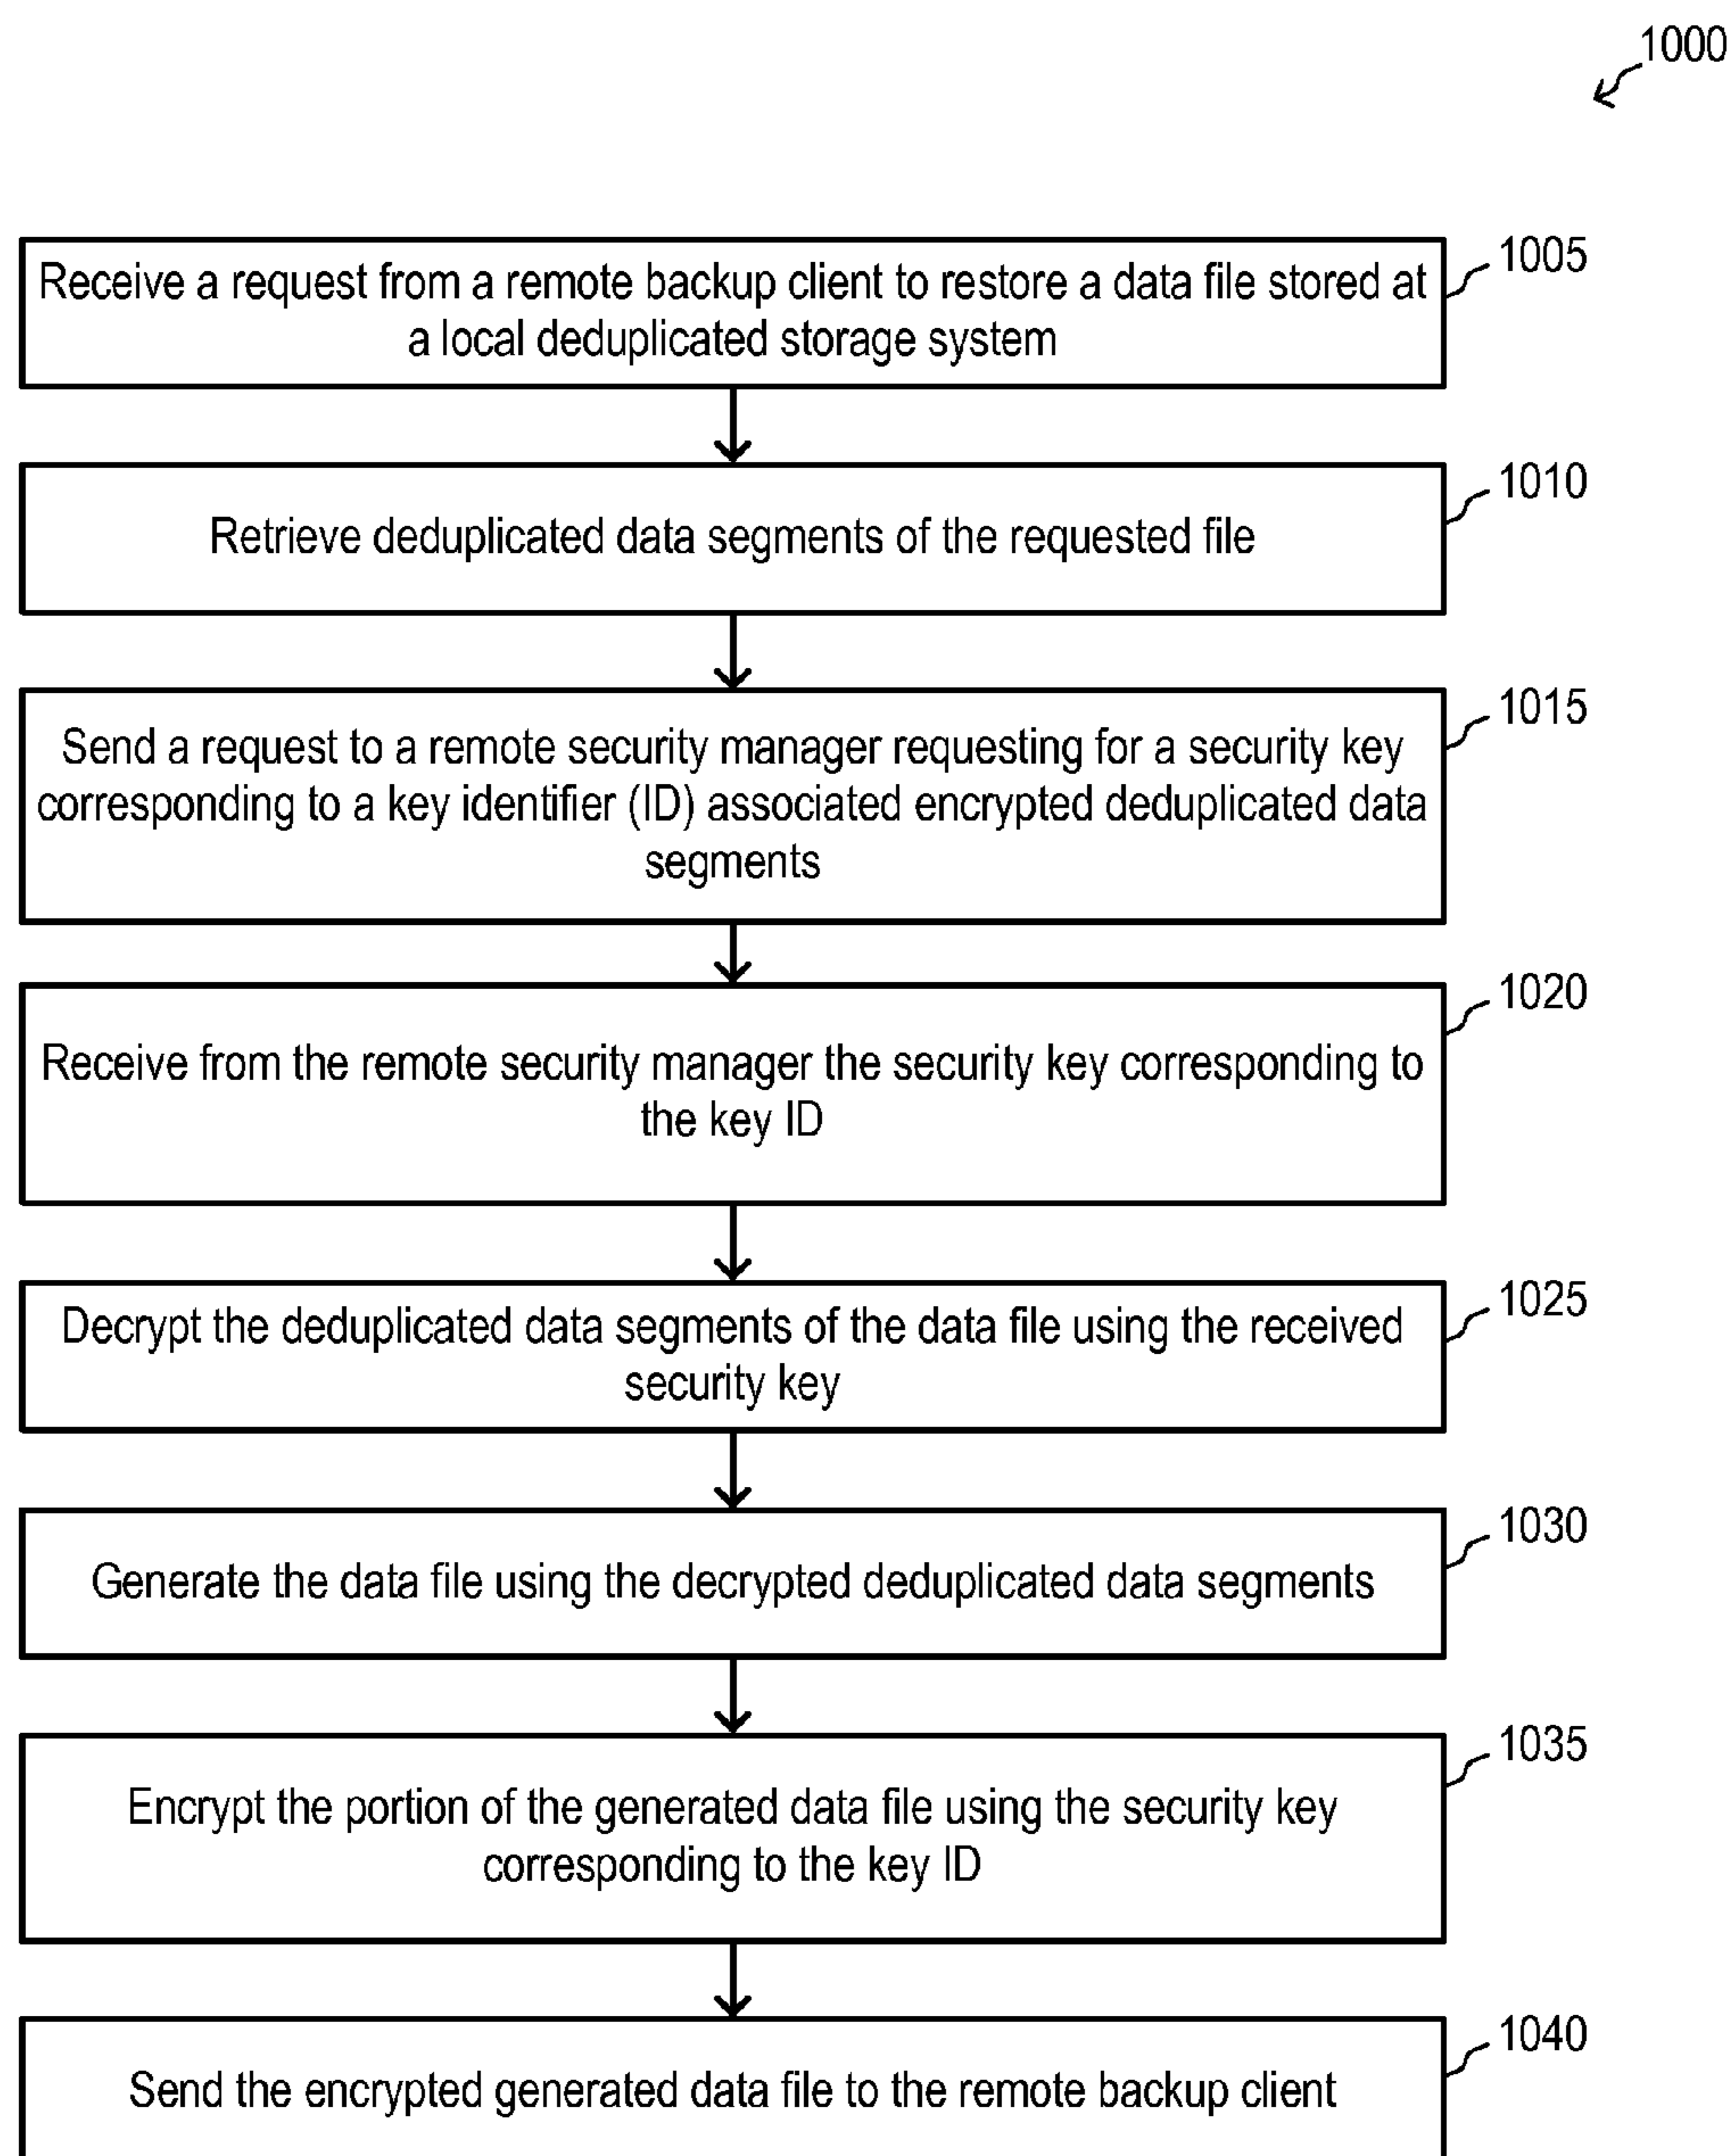 1000
1005
Receive a request from a remote backup client to restore a data file stored at
a local deduplicated storage system
1010
Retrieve deduplicated data segments of the requested file
1015
Send a request to a remote security manager requesting for a security key
corresponding to a key identifier (ID) associated encrypted deduplicated data
segments
1020
Receive from the remote security manager the security key corresponding to
the key ID
1025
Decrypt the deduplicated data segments of the data file using the received
security key
1030
Generate the data file using the decrypted deduplicated data segments
1035
Encrypt the portion of the generated data file using the security key
corresponding to the key ID
1040
Send the encrypted generated data file to the remote backup client